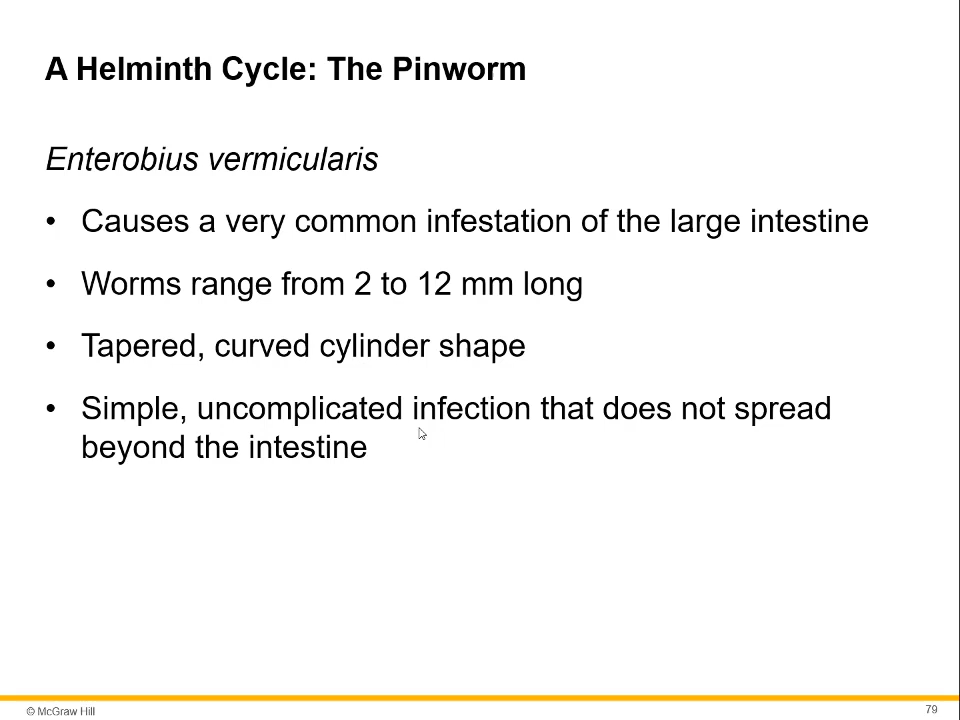 A Helminth Cycle: The Pinworm
Enterobius vermicularis
• Causes a very common infestation of the large intestine
• Worms range from 2 to 12 mm long
• Tapered, curved cylinder shape
• Simple, uncomplicated infection that does not spread
beyond the intestine
© McGraw Hill
79